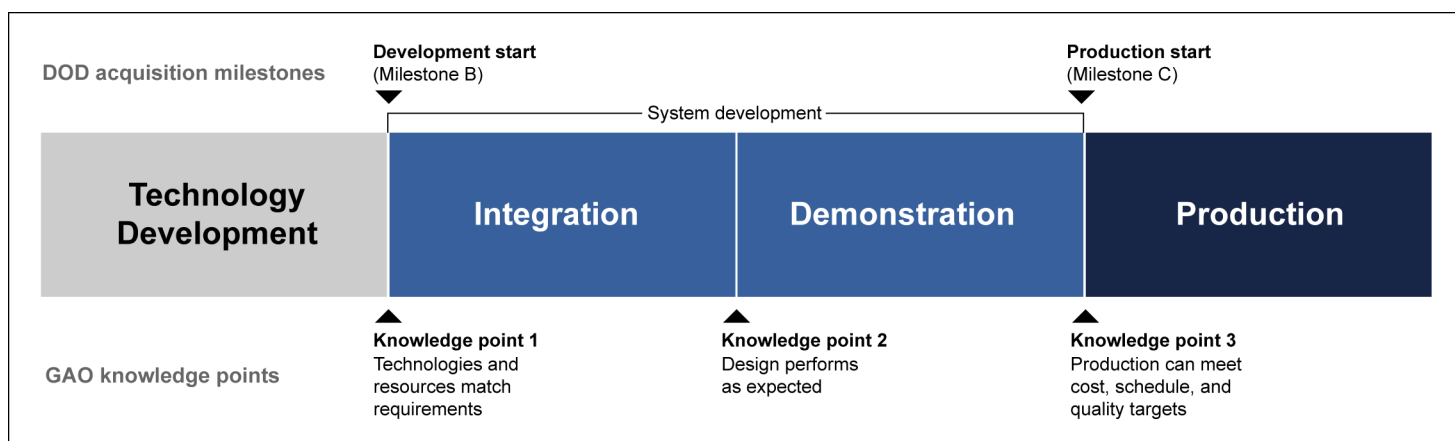 DOD acquisition milestones
Development start
(Milestone B)
Production start
(Milestone C)
System development
Technology
Development
Integration
Demonstration
Production
GAO knowledge points
Knowledge point 1
Technologies and
resources match
requirements
Knowledge point 2
Design performs
as expected
Knowledge point 3
Production can meet
cost, schedule, and
quality targets